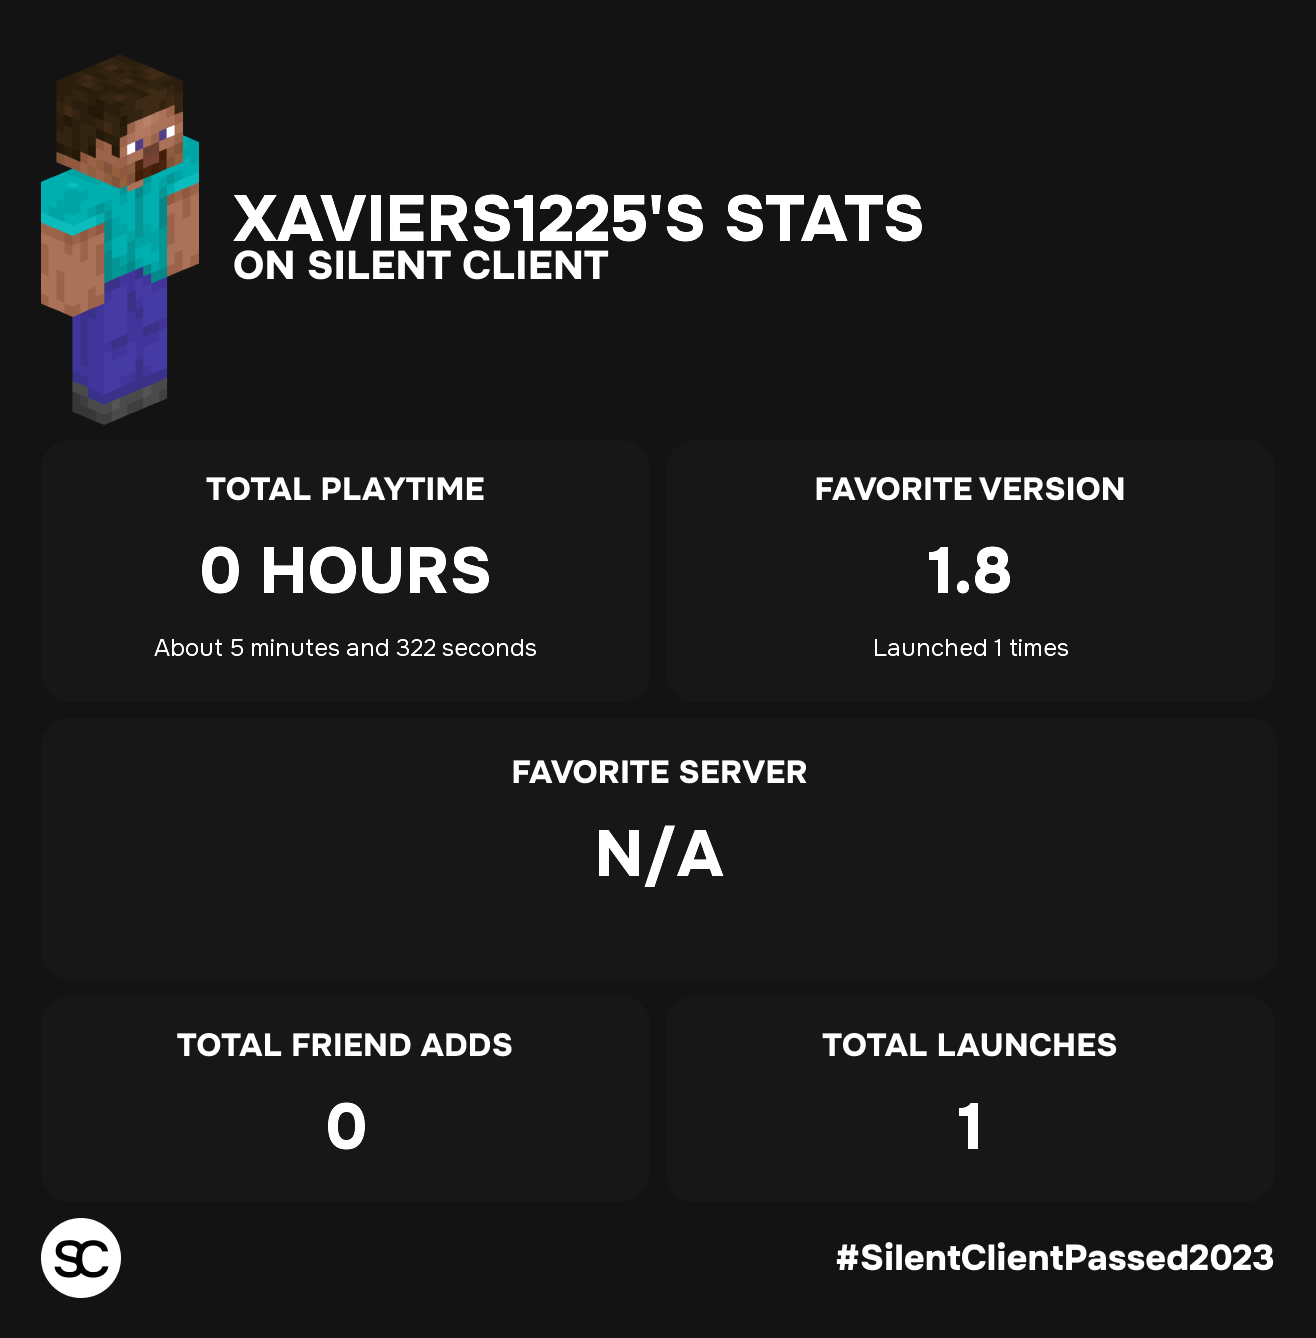 XAVIERS1225'S STATS
ON SILENT CLIENT
TOTAL PLAYTIME
0 HOURS
About 5 minutes and 322 seconds
FAVORITE VERSION
1.8
Launched 1 times
FAVORITE SERVER
N/A
TOTAL FRIEND ADDS
0
TOTAL LAUNCHES
1
SC
#SilentClientPassed2023